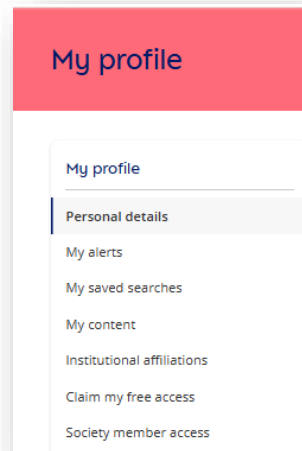 My profile
My profile
Personal details
My alerts
My saved searches
My content
Institutional affiliations
Claim my free access
Society member access